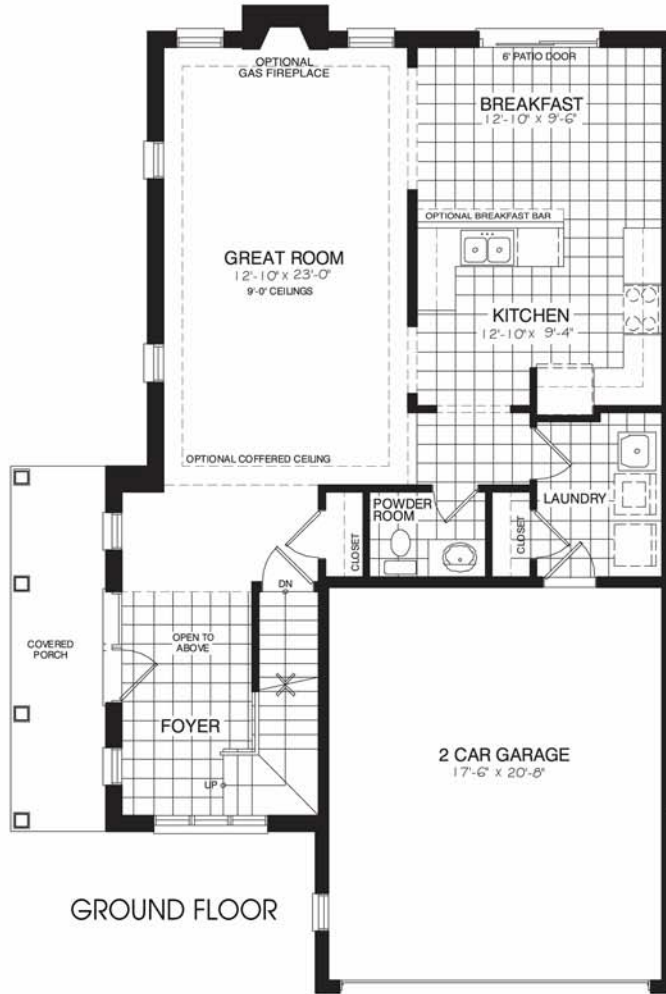 OPTIONAL
GAS FIREPLACE
6' PATIO DOOR
BREAKFAST
12'-10" X 9'-6"
OPTIONAL BREAKFAST BAR
GREAT ROOM
12'-10" X 23'-0"
9'-0" CEILINGS
KITCHEN
12'-10" X 9'-4"
OPTIONAL COFFERED CEILING
LAUNDRY
POWDER
ROOM
CLOSET
CLOSET
DN
COVERED
PORCH
OPEN TO
ABOVE
FOYER
UP
2 CAR GARAGE
17'-6" X 20'-8"
GROUND FLOOR